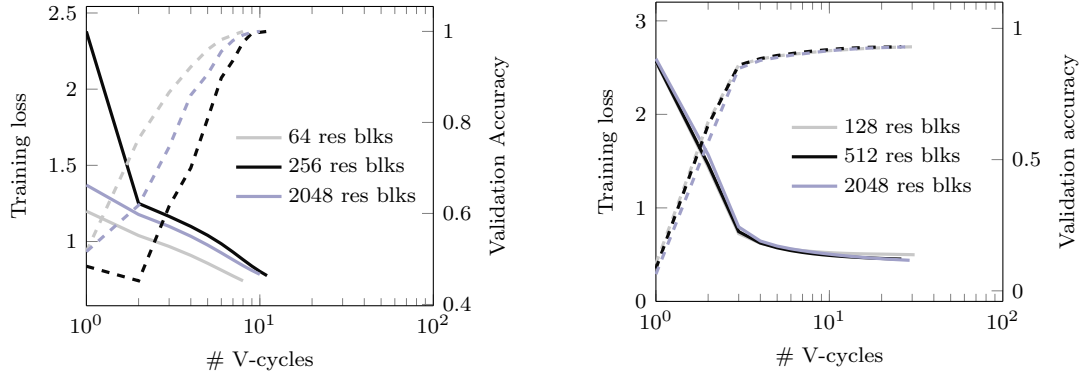 2.5
2
1.5
1
Training loss
1
0.8
0.6
0.4
Validation Accuracy
64 res blks
256 res blks
2048 res blks
10^0
10^1
10^2
# V-cycles
3
2
1
0
Training loss
1
0.5
0
Validation accuracy
128 res blks
512 res blks
2048 res blks
10^0
10^1
10^2
# V-cycles